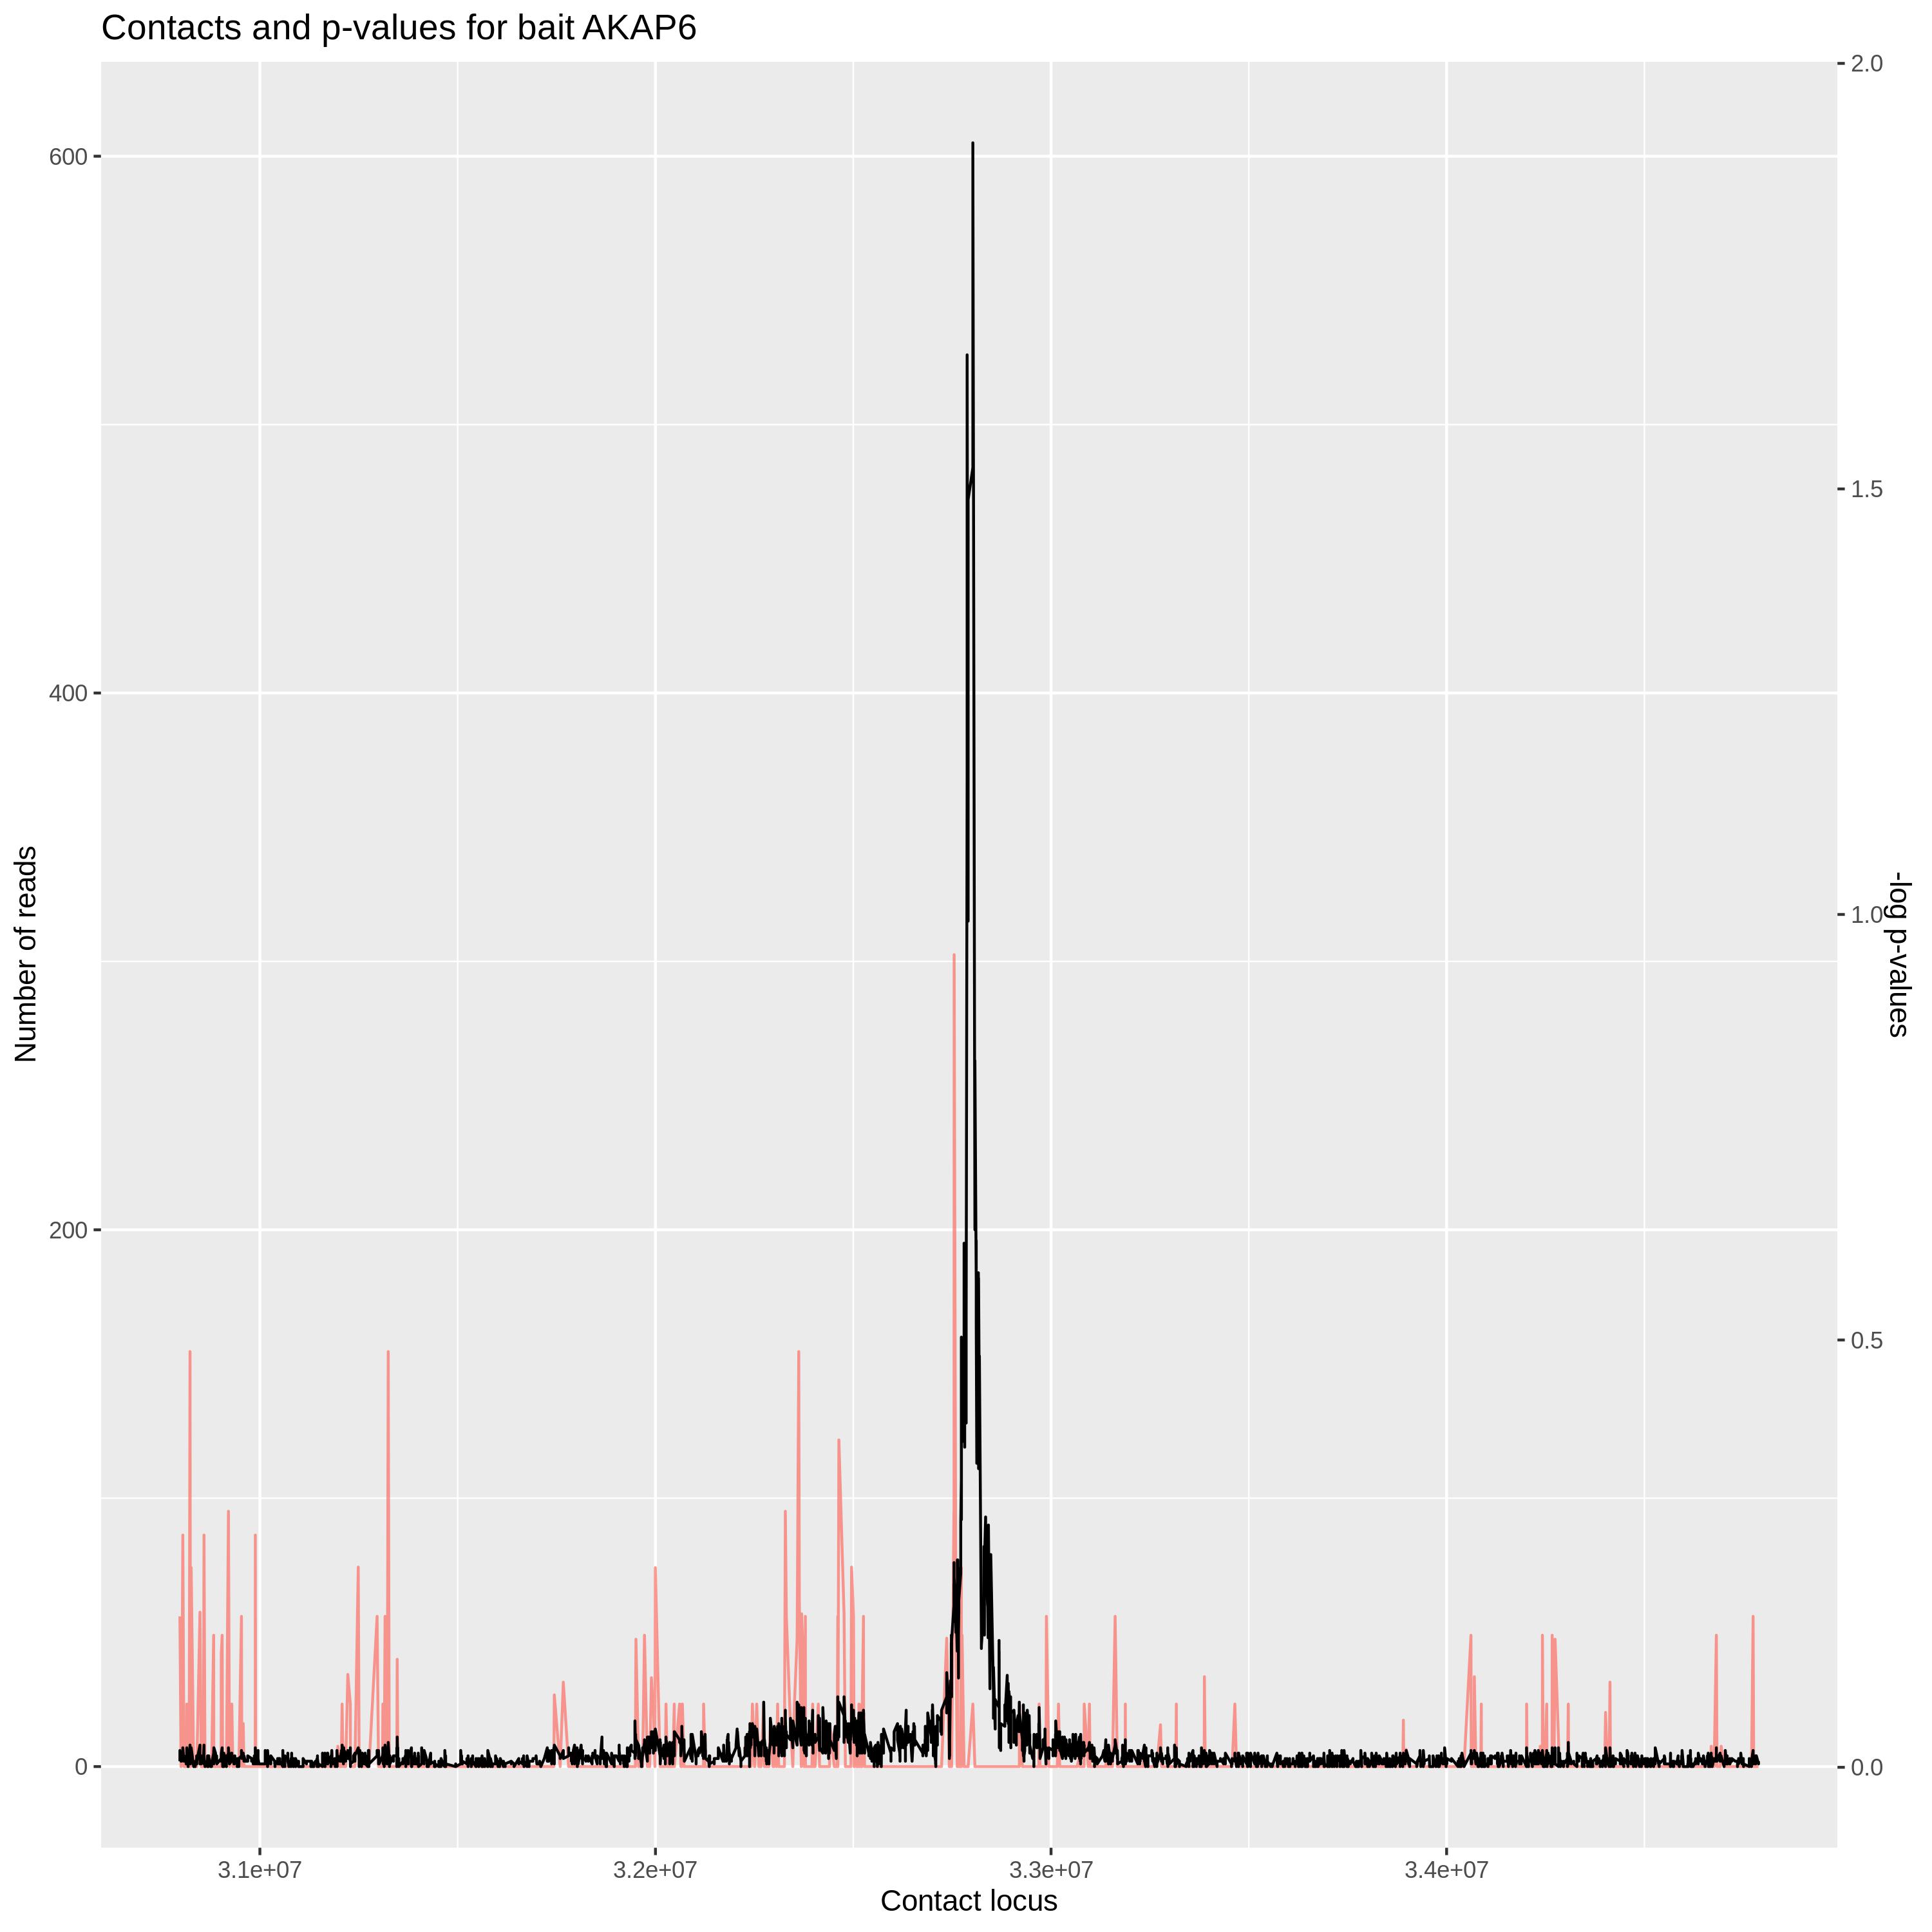 Contacts and p-values for bait AKAP6
2.0
600
1.5
400
1.0
Number of reads
-log p-values
200
0.5
0
0.0
3.1e+07 3.2e+07 3.3e+07 3.4e+07
Contact locus